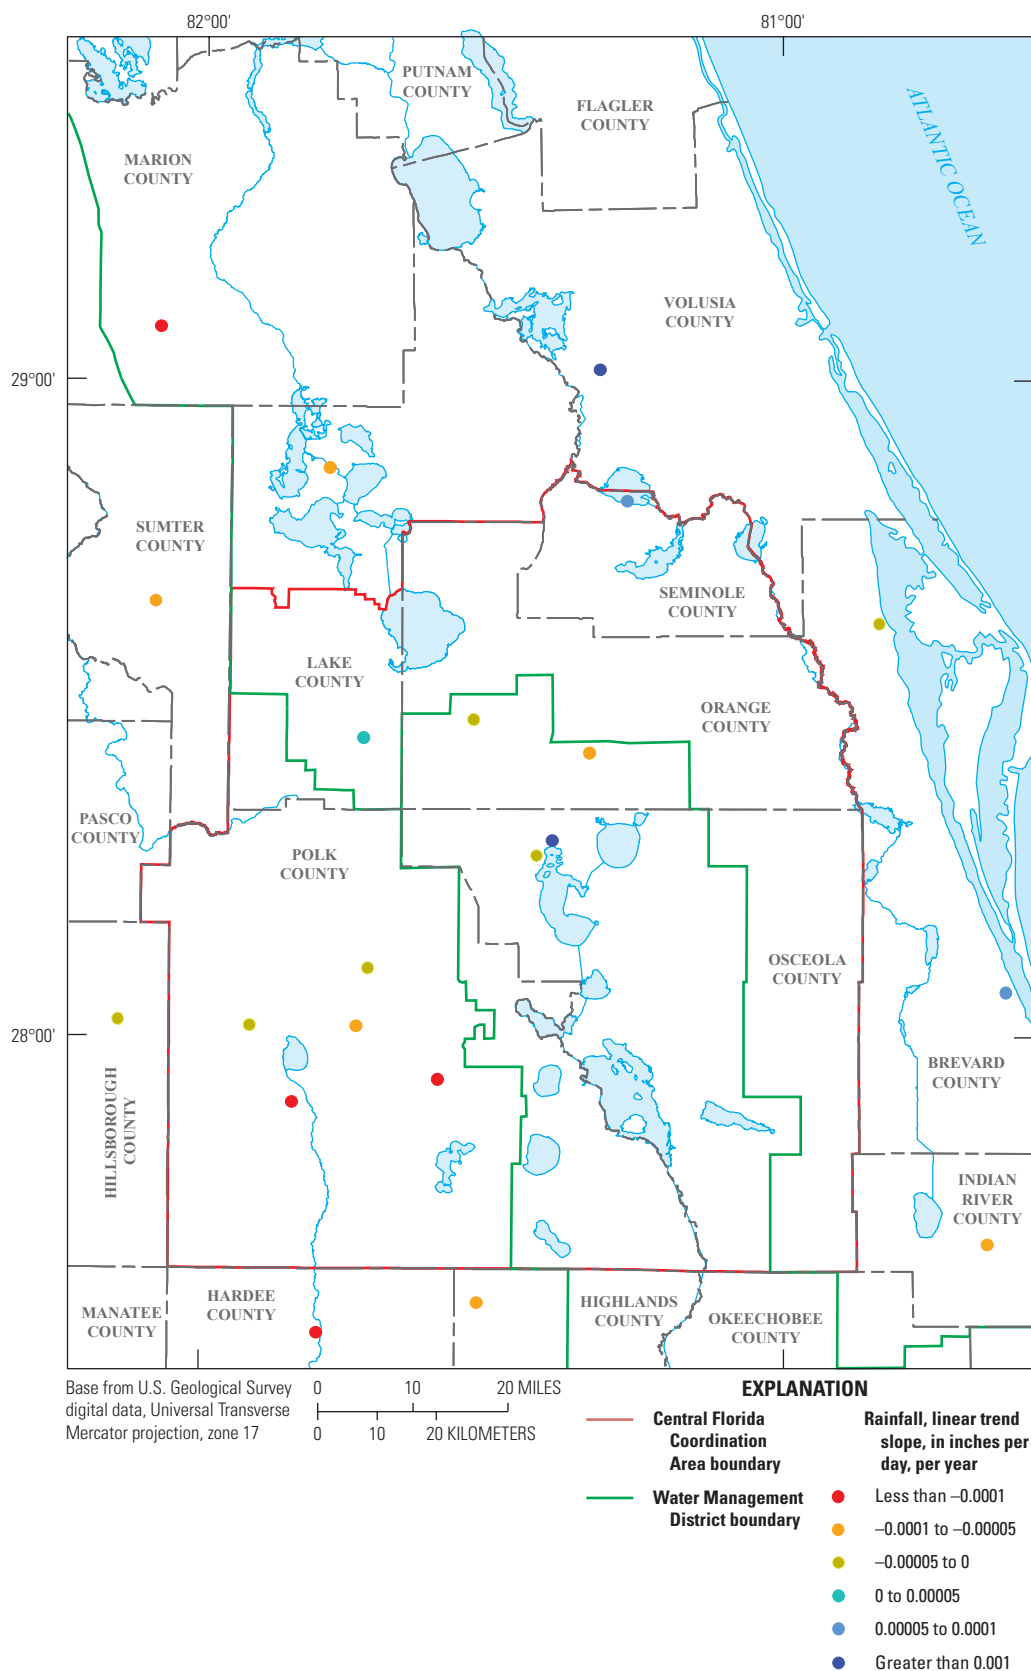 82°00'
81°00'
PUTNAM
COUNTY
FLAGLER
COUNTY
ATLANTIC OCEAN
MARION
COUNTY
VOLUSIA
COUNTY
29°00'
SUMTER
COUNTY
SEMINOLE
COUNTY
LAKE
COUNTY
ORANGE
COUNTY
PASCO
COUNTY
POLK
COUNTY
OSCEOLA
COUNTY
28°00'
BREVARD
COUNTY
HILLSBOROUGH
COUNTY
INDIAN
RIVER
COUNTY
HARDEE
COUNTY
MANATEE
COUNTY
HIGHLANDS
COUNTY
OKEECHOBEE
COUNTY
Base from U.S. Geological Survey
digital data, Universal Transverse
Mercator projection, zone 17
0 10 20 MILES
0 10 20 KILOMETERS
EXPLANATION
Central Florida
Coordination
Area boundary
Water Management
District boundary
Rainfall, linear trend
slope, in inches per
day, per year
Less than –0.0001
–0.0001 to –0.00005
–0.00005 to 0
0 to 0.00005
0.00005 to 0.0001
Greater than 0.001